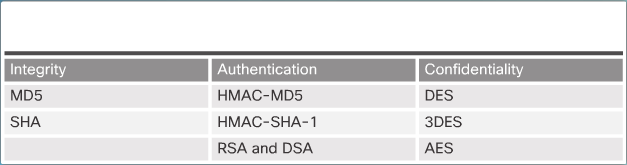 Integrity Authentication Confidentiality
MD5 HMAC-MD5 DES
SHA HMAC-SHA-1 3DES
RSA and DSA AES